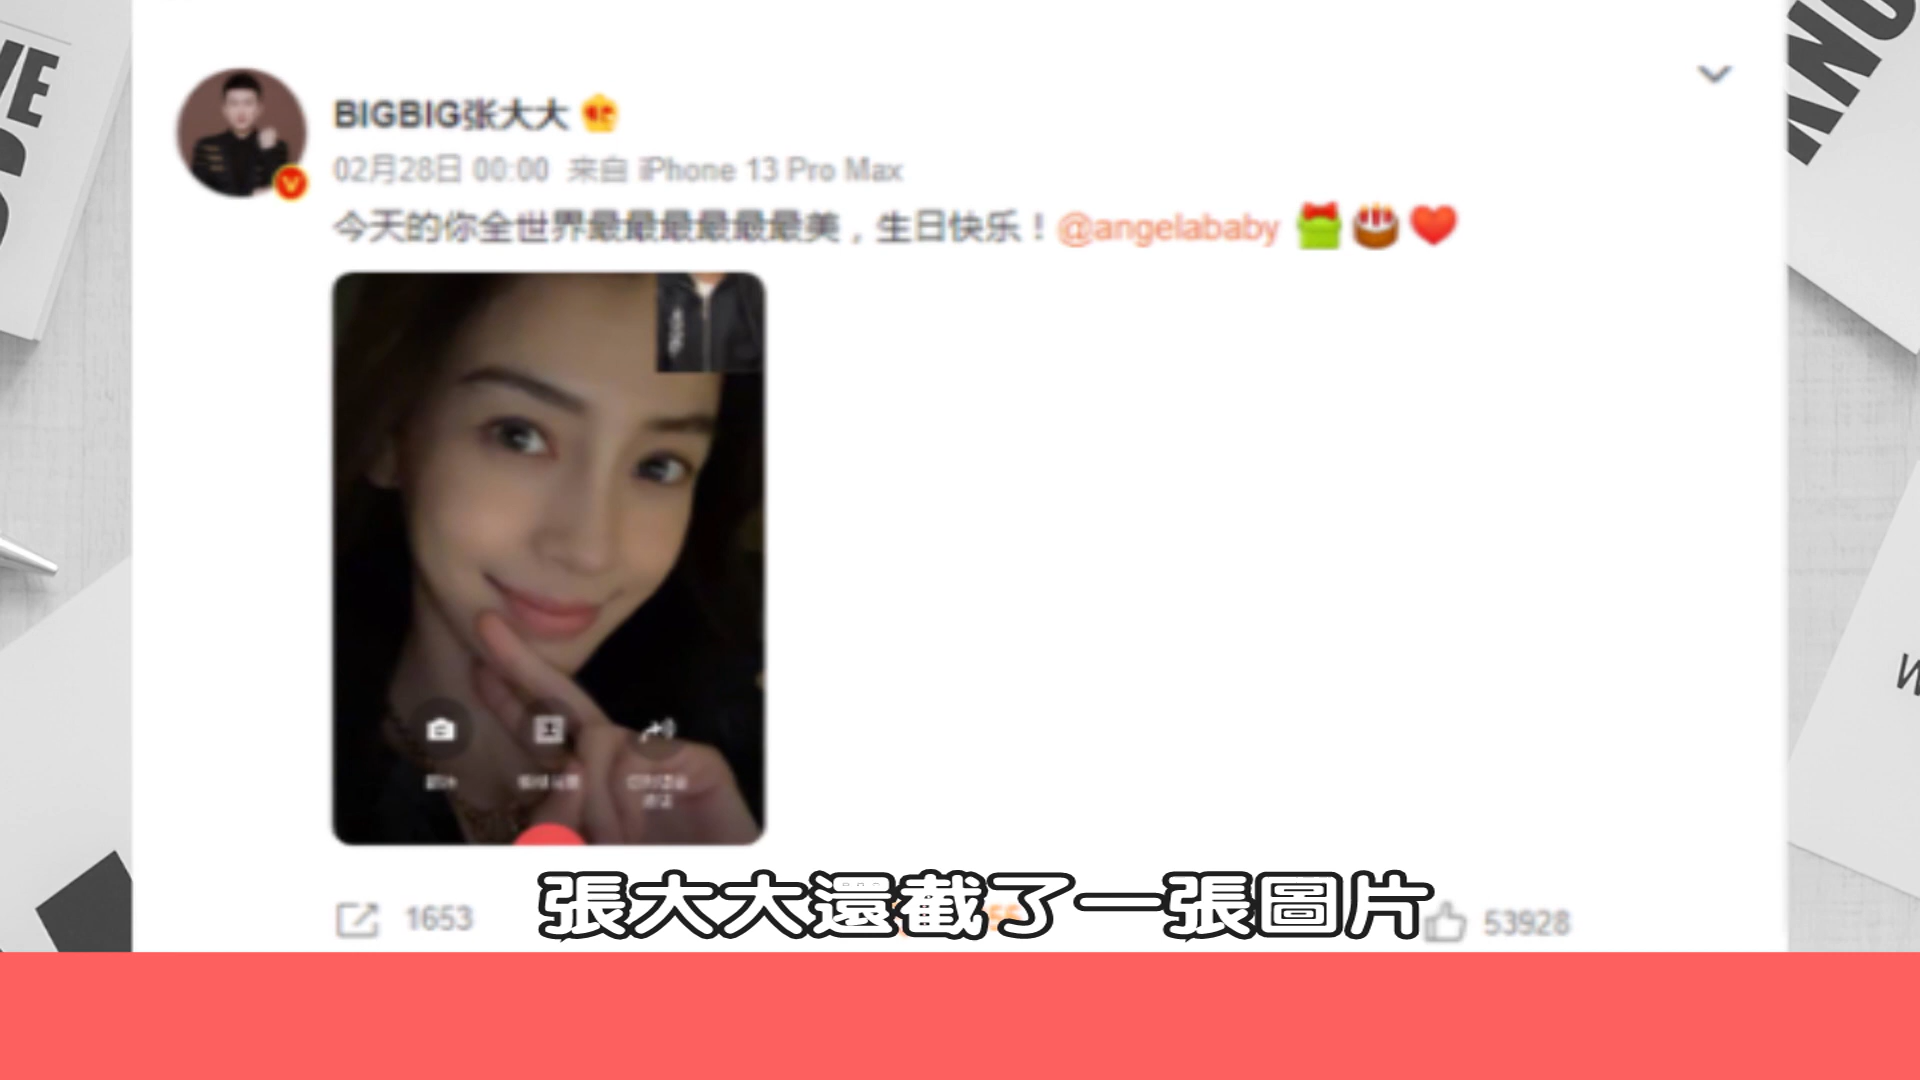 BIGBIG张大大
02月28日 00:00 来自 iPhone 13 Pro Max
今天的你全世界最最最最最最美，生日快乐！@angelababy
1653
53928
張大大還截了一張圖片